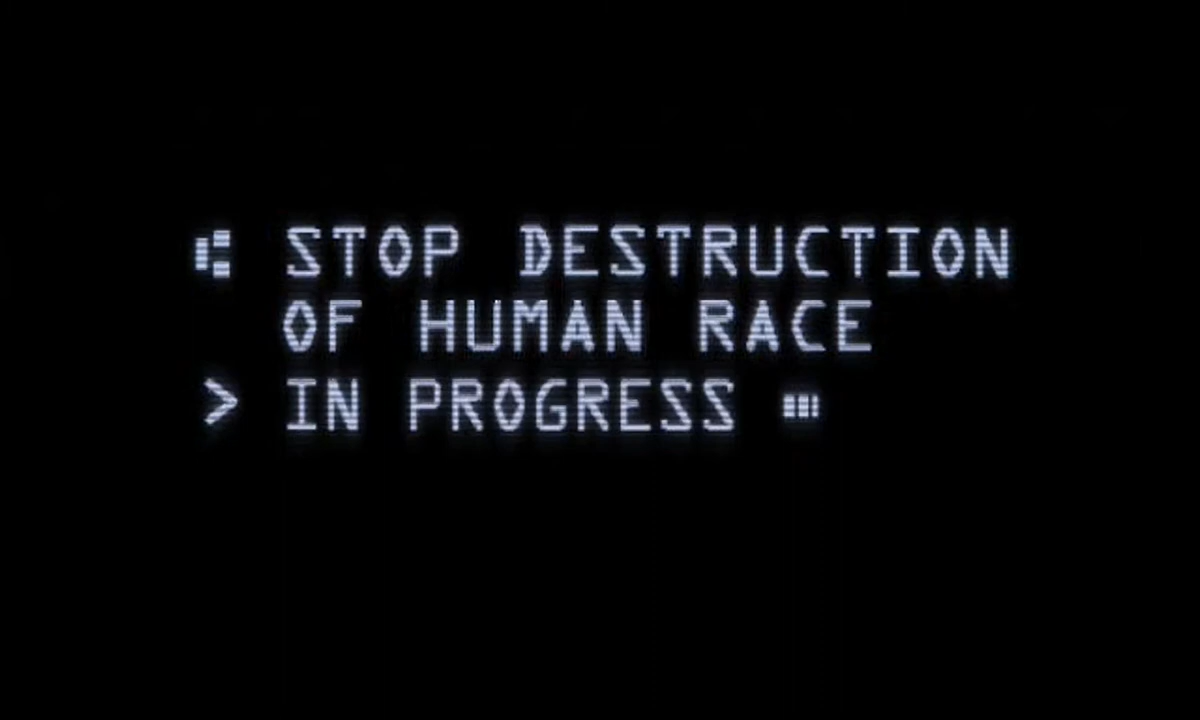 STOP DESTRUCTION
OF HUMAN RACE
> IN PROGRESS